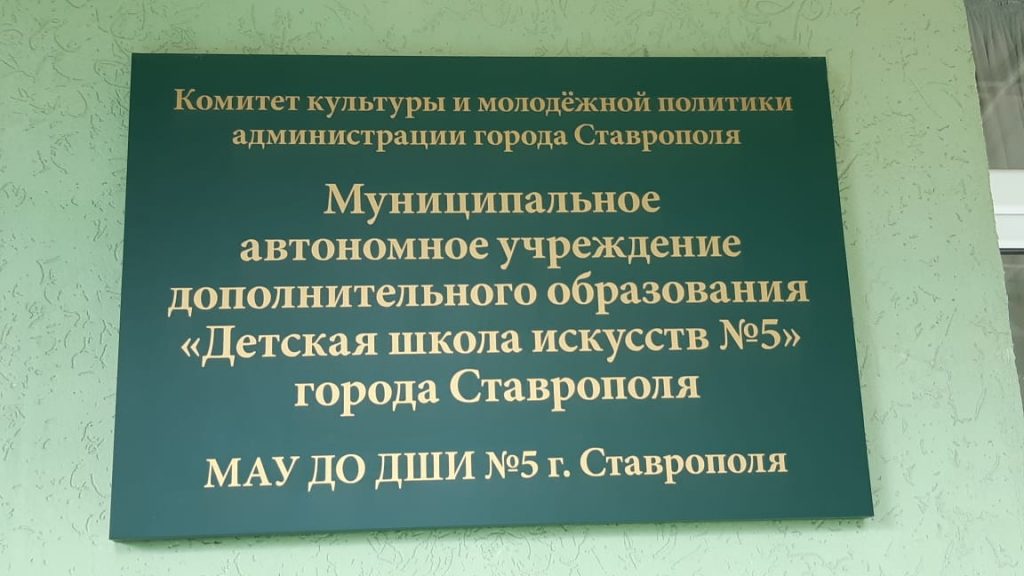 Комитет культуры и молодёжной политики
администрации города Ставрополя
Муниципальное
автономное учреждение
дополнительного образования
«Детская школа искусств №5»
города Ставрополя
МАУ ДО ДШИ №5 г. Ставрополя